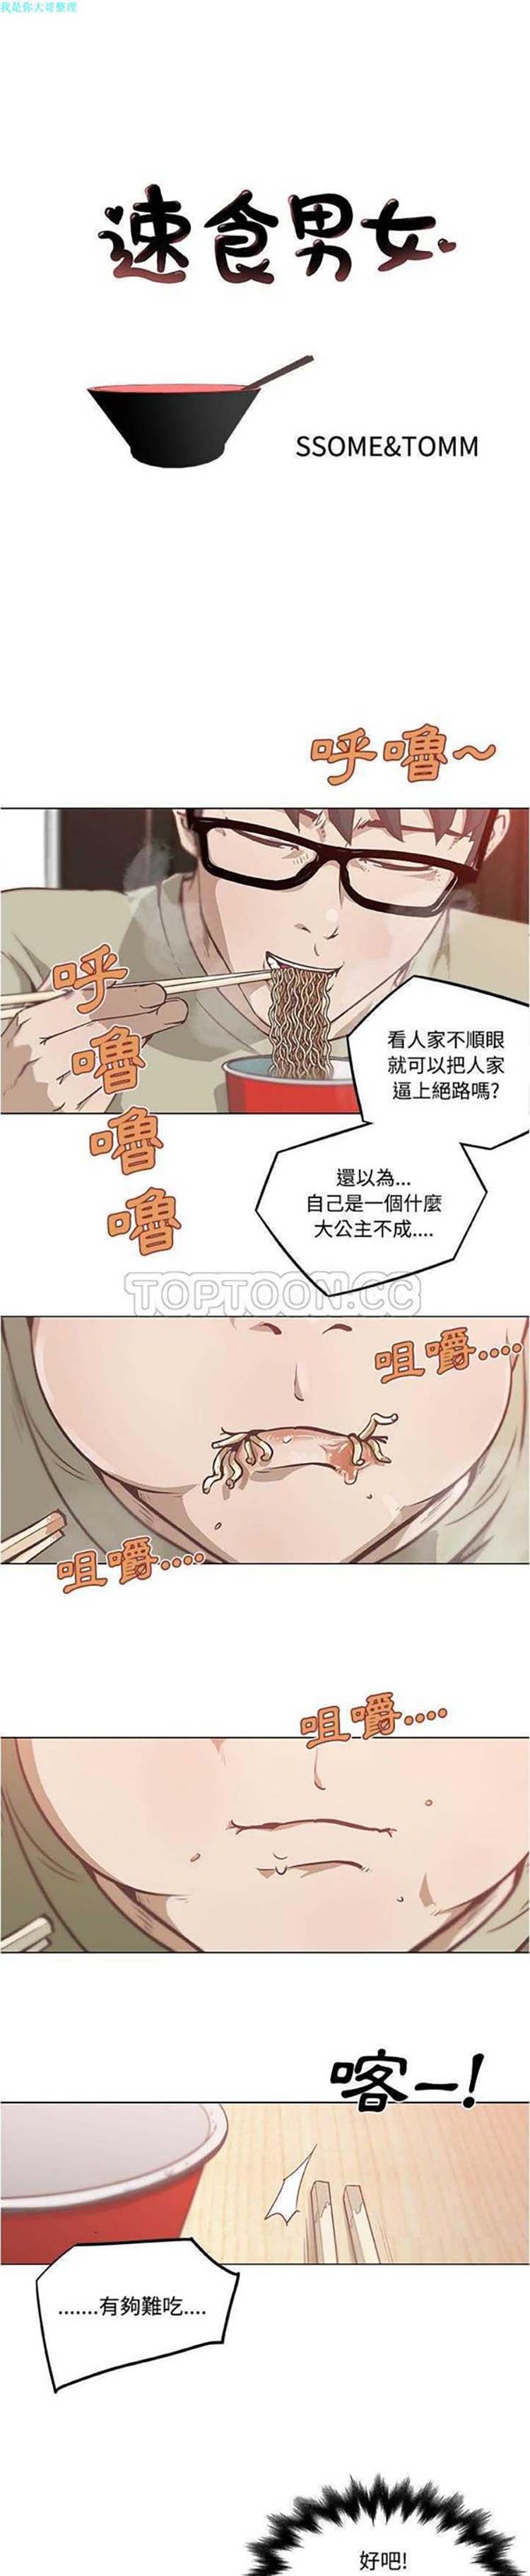 我是你大哥整理
速食男女
SSOME&TOMM
呼嚕~
呼
嚕
嚕
嚕
看人家不順眼
就可以把人家
逼上絕路嗎?
還以為...
自己是一個什麼
大公主不成....
TOPTOON.CC
咀嚼....
咀嚼....
咀嚼....
喀一!
.......有夠難吃....
好吧!